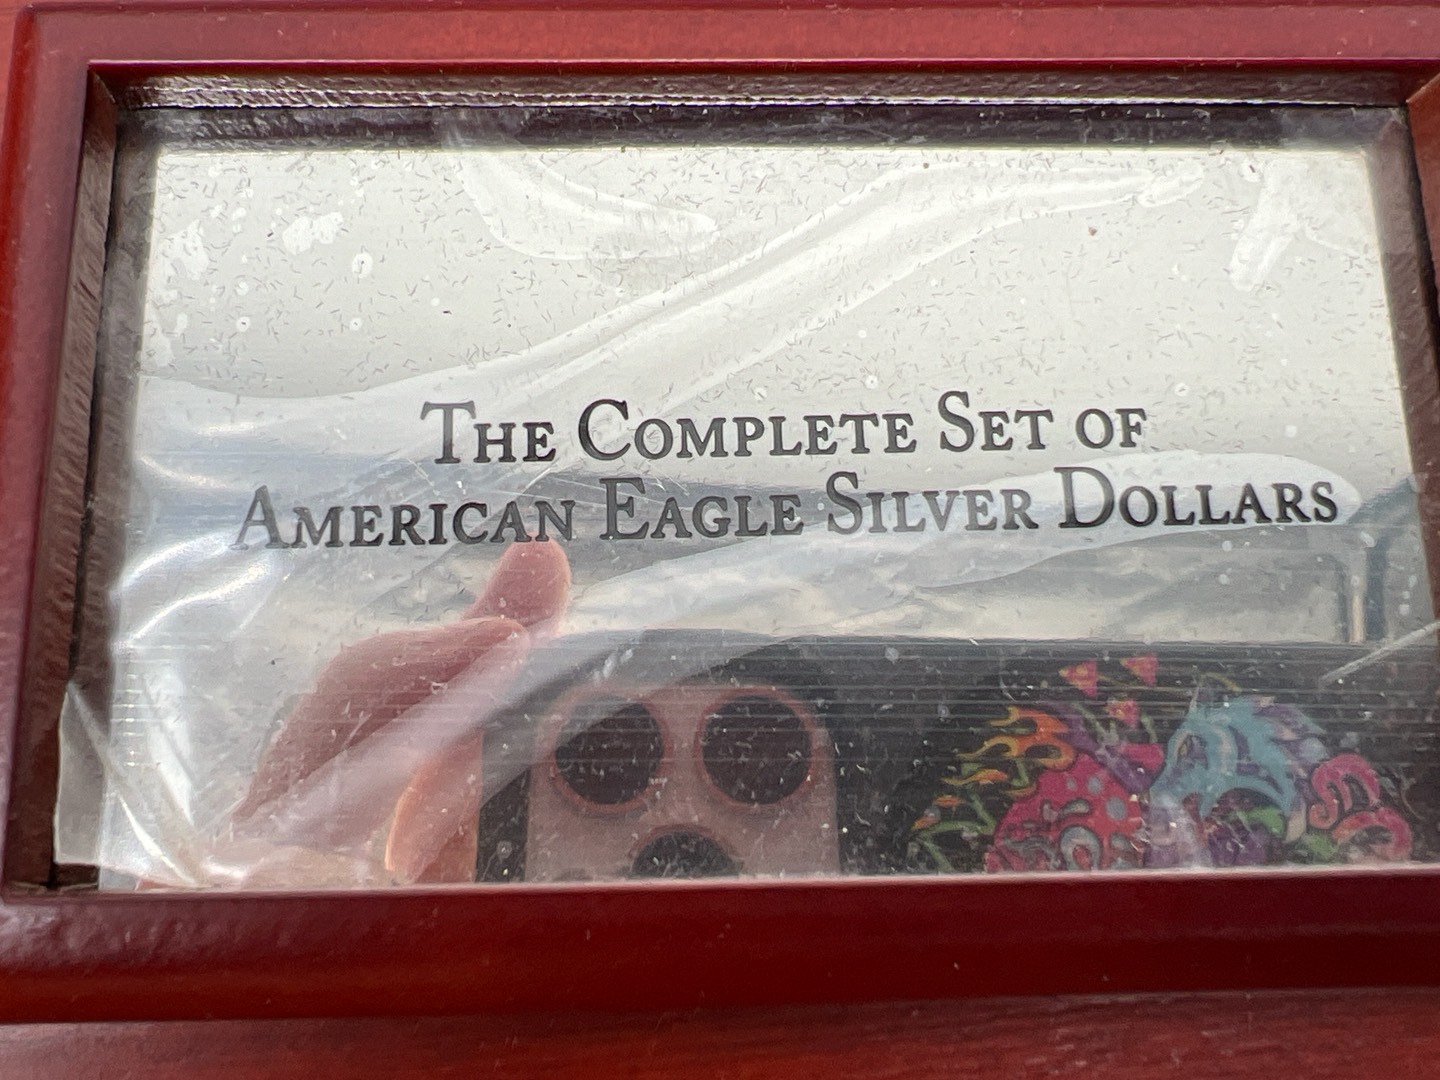 The Complete Set of
American Eagle Silver Dollars